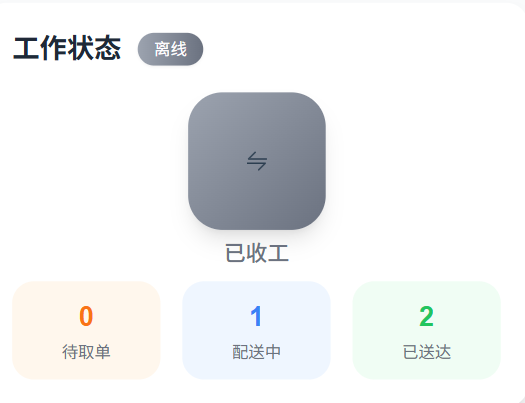 工作状态 离线
已收工
0 1 2
待取单 配送中 已送达